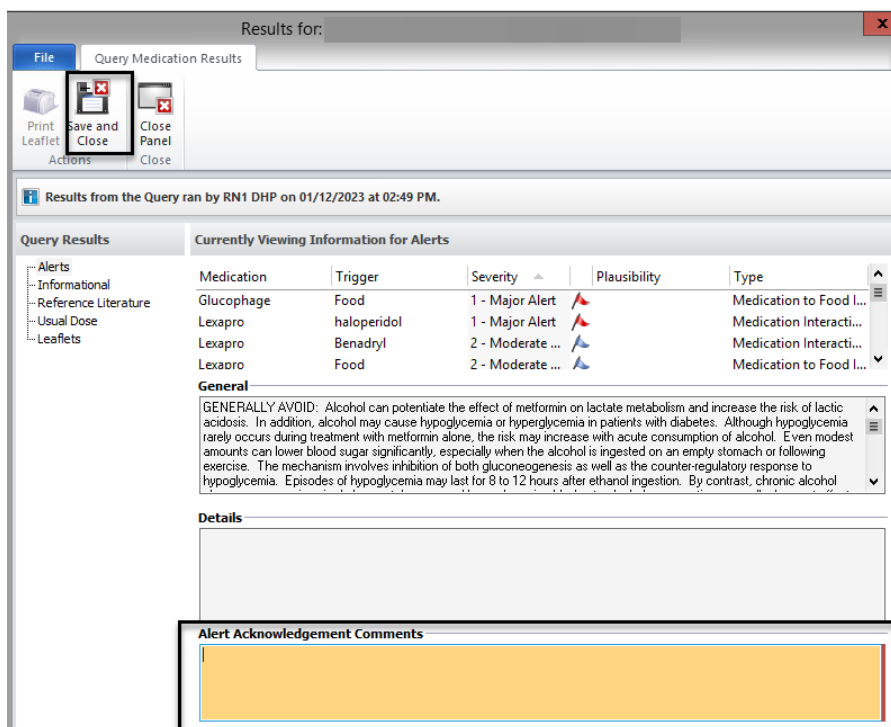 Results for:
x
File
Query Medication Results
Print Leaflet
Save and Close
Close Panel
Actions
Close
Results from the Query ran by RN1 DHP on 01/12/2023 at 02:49 PM.
Query Results
Alerts
Informational
Reference Literature
Usual Dose
Leaflets
Currently Viewing Information for Alerts
Medication Trigger Severity Plausibility Type
Glucophage Food 1 - Major Alert Medication to Food I...
Lexapro haloperidol 1 - Major Alert Medication Interacti...
Lexapro Benadryl 2 - Moderate ... Medication Interacti...
Lexapro Food 2 - Moderate ... Medication to Food I...
General
GENERALLY AVOID: Alcohol can potentiate the effect of metformin on lactate metabolism and increase the risk of lactic
acidosis. In addition, alcohol may cause hypoglycemia or hyperglycemia in patients with diabetes. Although hypoglycemia
rarely occurs during treatment with metformin alone, the risk may increase with acute consumption of alcohol. Even modest
amounts can lower blood sugar significantly, especially when the alcohol is ingested on an empty stomach or following
exercise. The mechanism involves inhibition of both gluconeogenesis as well as the counter-regulatory response to
hypoglycemia. Episodes of hypoglycemia may last for 8 to 12 hours after ethanol ingestion. By contrast, chronic alcohol
Details
Alert Acknowledgement Comments